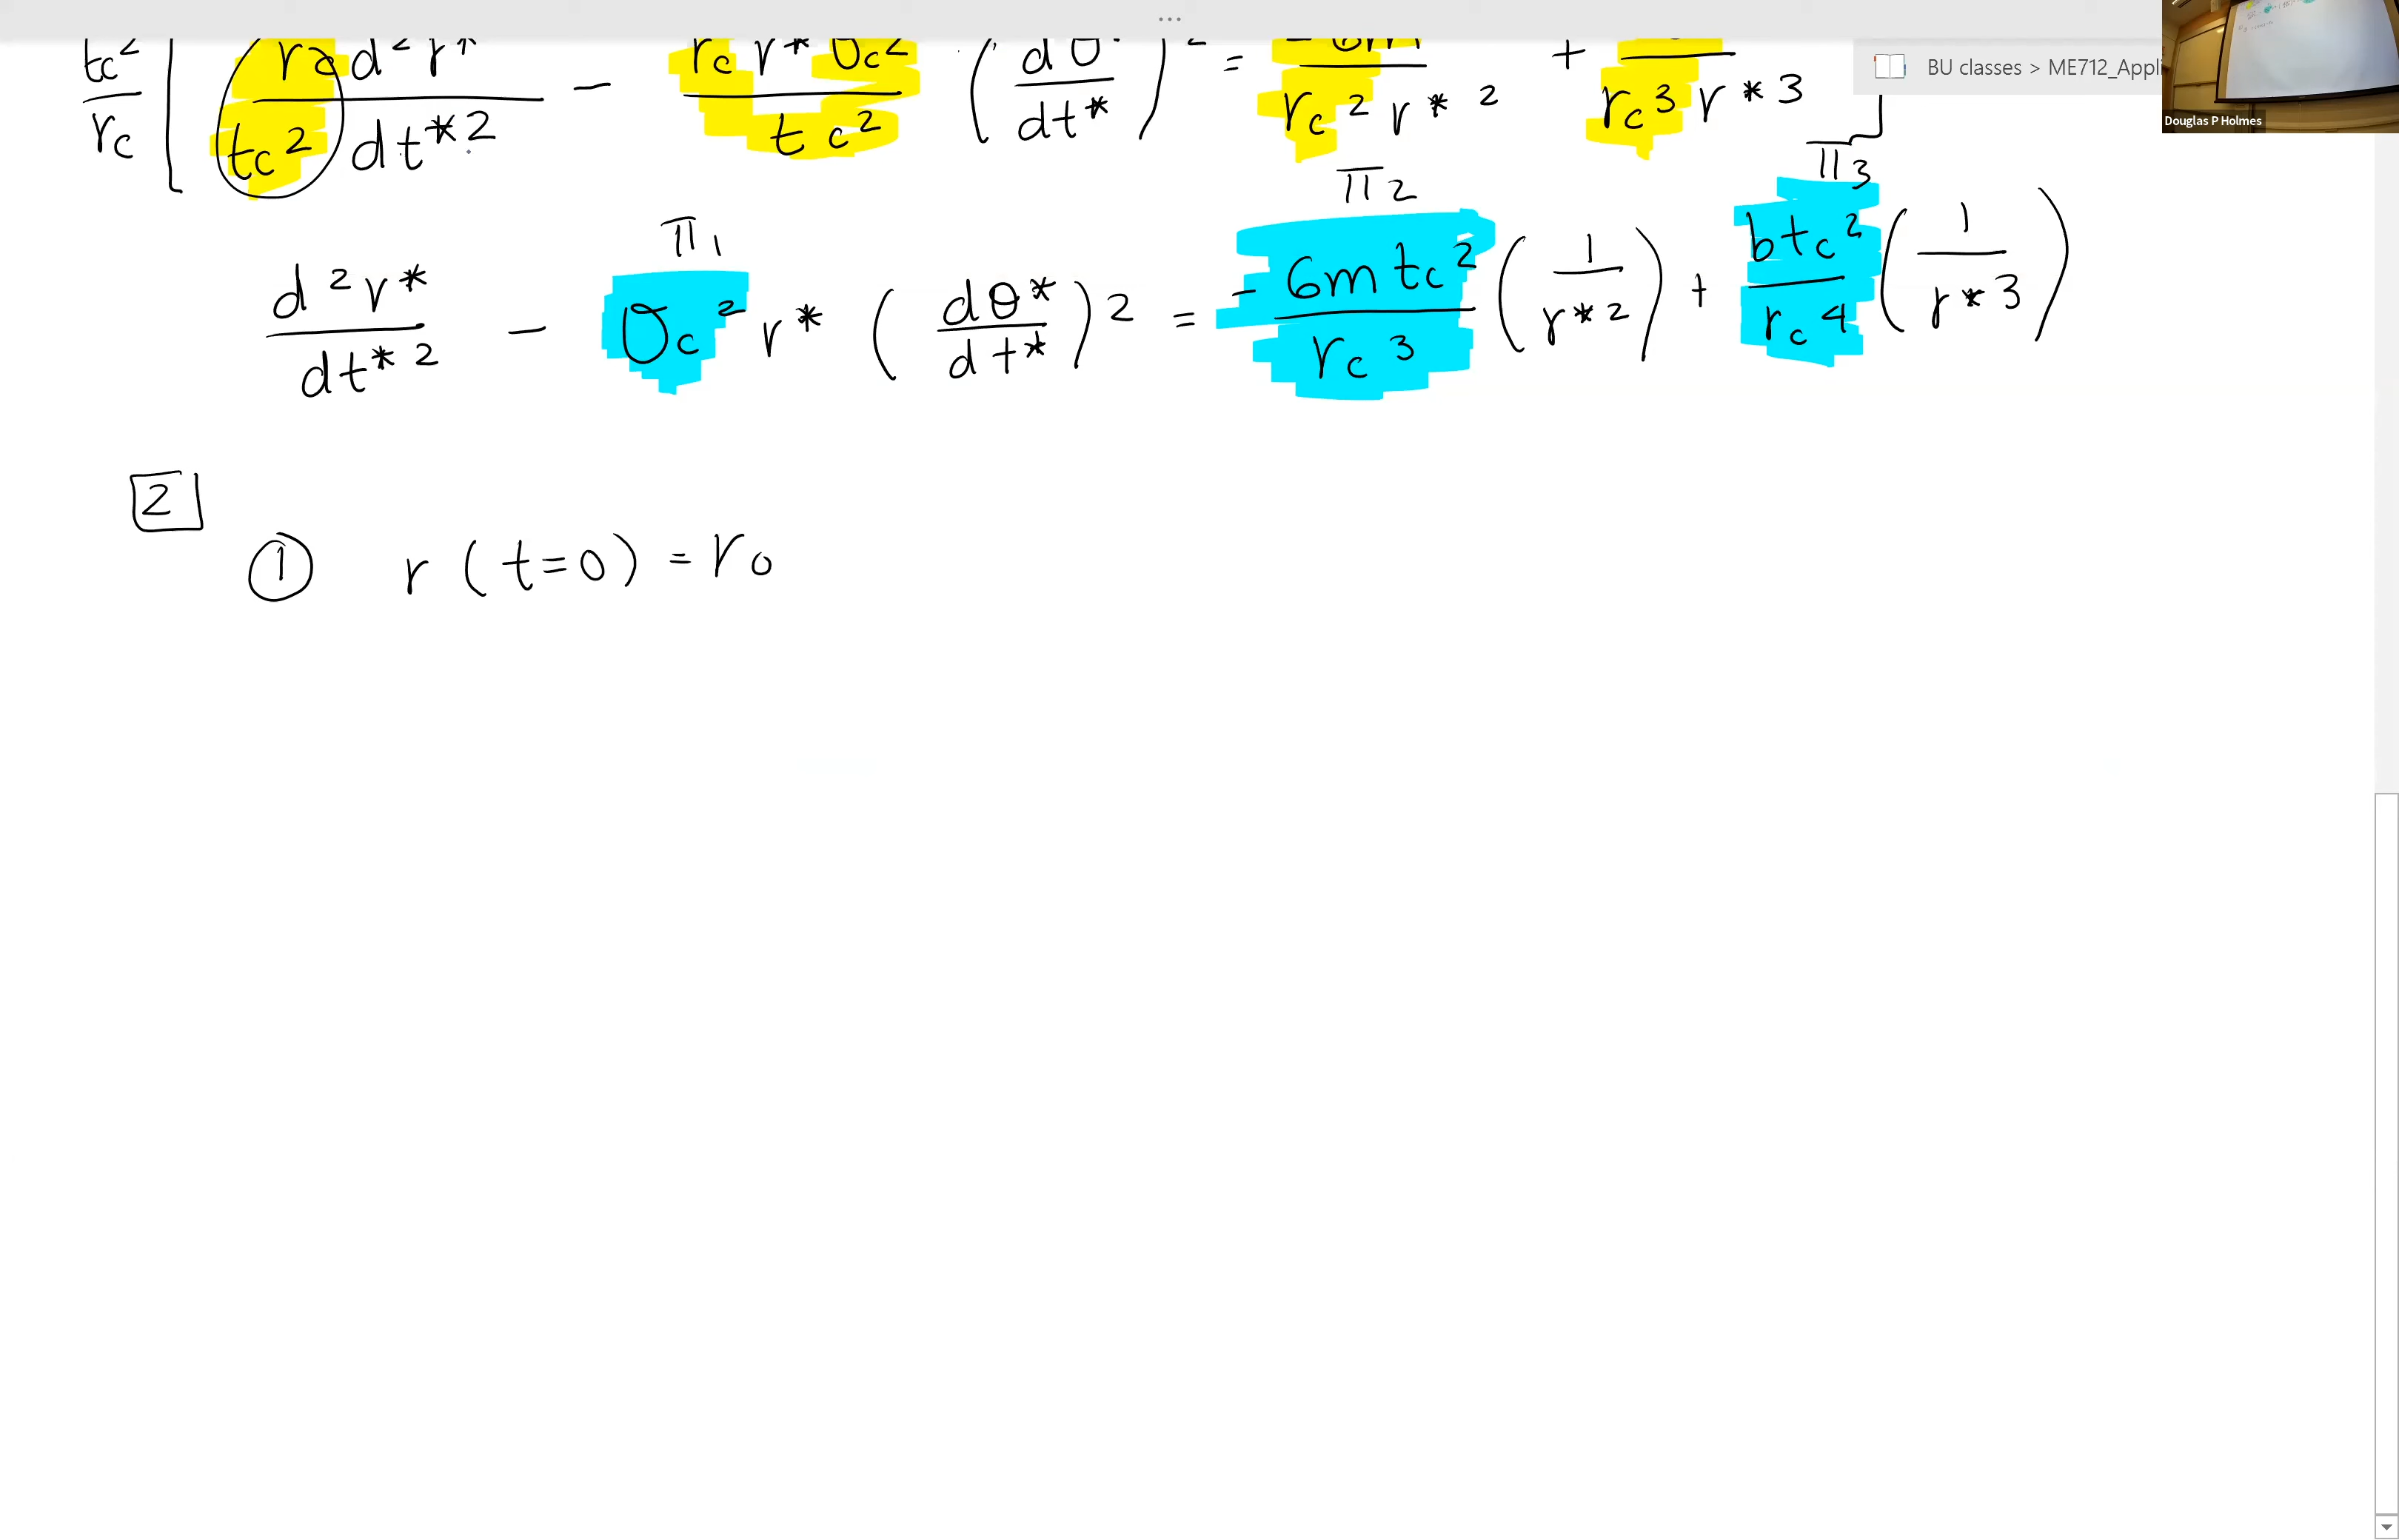 BU classes > ME712_Appli
Douglas P Holmes
tc² / rc [ rc d²r* / tc² dt*² − rc r* θc² / tc² (dθ* / dt*)² = −6m / rc² r*² + / rc³ r*³ ]
π₁ π₂ π₃
d²r* / dt*² − θc² r* (dθ* / dt*)² = −6m tc² / rc³ (1 / r*²) + btc² / rc⁴ (1 / r*³)
2
① r(t=0) = r₀